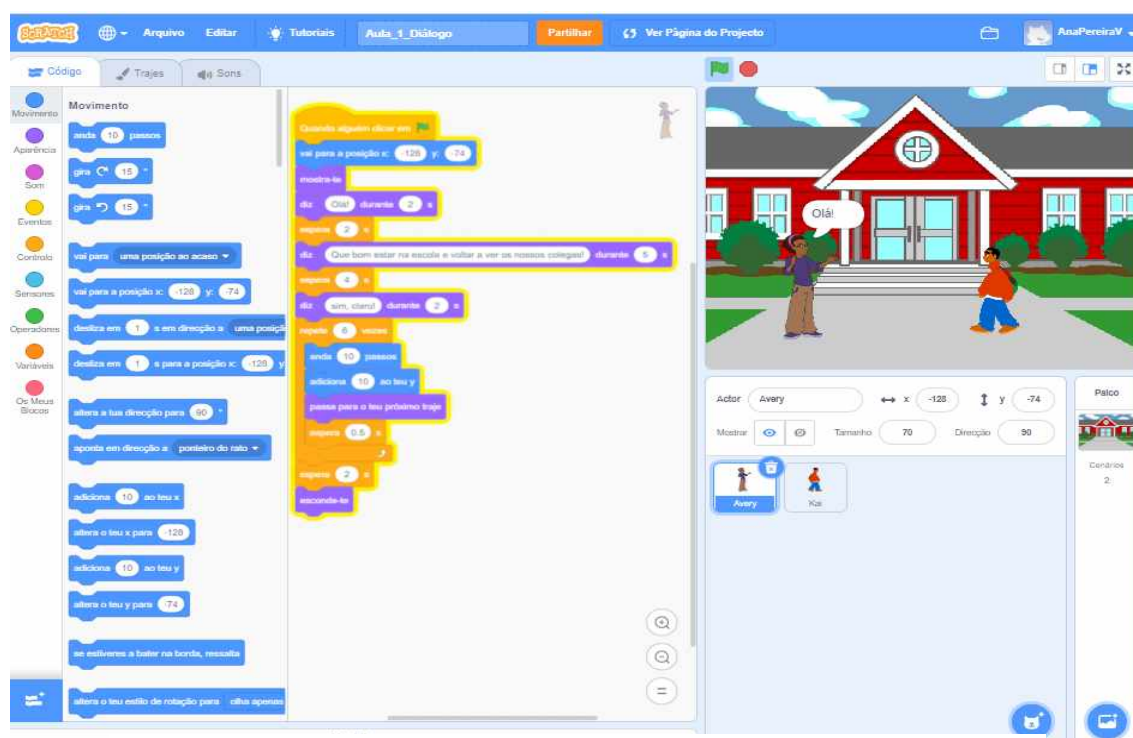 SCRATCH Arquivo Editar Tutoriais Aula_1_Diálogo Partilhar Ver Página do Projecto AnaPereiraV
Código Trajes Sons
Movimento
Aparência
Som
Eventos
Controlo
Sensores
Operadores
Variáveis
Os Meus
Blocos
Movimento
anda 10 passos
gira 15 °
gira 15 °
vai para uma posição ao acaso
vai para a posição x: -128 y: -74
desliza em 1 s em direcção a uma posiçã
desliza em 1 s para a posição x: -128 y
altera a tua direcção para 90 °
aponta em direcção a ponteiro do rato
adiciona 10 ao teu x
altera o teu x para -128
adiciona 10 ao teu y
altera o teu y para -74
se estiveres a bater na borda, ressalta
altera o teu estilo de rotação para olha apenas
Quando alguém clicar em
vai para a posição x: -128 y: -74
mostra-te
diz Olá! durante 2 s
espera 2 s
diz Que bom estar na escola e voltar a ver os nossos colegas! durante 5 s
espera 4 s
diz sim, claro! durante 2 s
repete 6 vezes
anda 10 passos
adiciona 10 ao teu y
passa para o teu próximo traje
espera 0.5 s
espera 2 s
esconde-te
Olá!
Actor Avery x -128 y -74
Mostrar Tamanho 70 Direcção 90
Avery
Kai
Palco
Cenários
2